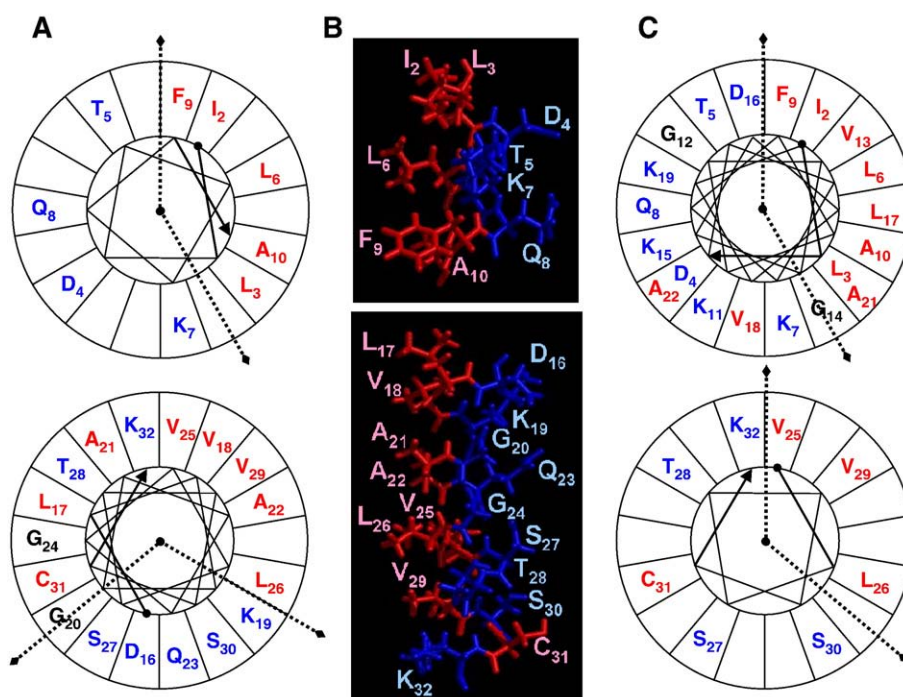 A
B
C
T5
F9
I2
L6
Q8
A10
L3
D4
K7
I2
L3
D4
L6
T5
K7
F9
A10
Q8
T5
D16
F9
I2
G12
V13
K19
L6
Q8
L17
K15
A10
D4
L3
A22
K11
V18
K7
G14
A21
K32
V25
A21
V18
T28
V29
L17
A22
G24
C31
L26
G20
K19
S27
D16
Q23
S30
L17
D16
V18
K19
A21
G20
A22
Q23
V25
G24
L26
S27
V29
T28
S30
C31
K32
K32
V25
T28
V29
C31
L26
S27
S30